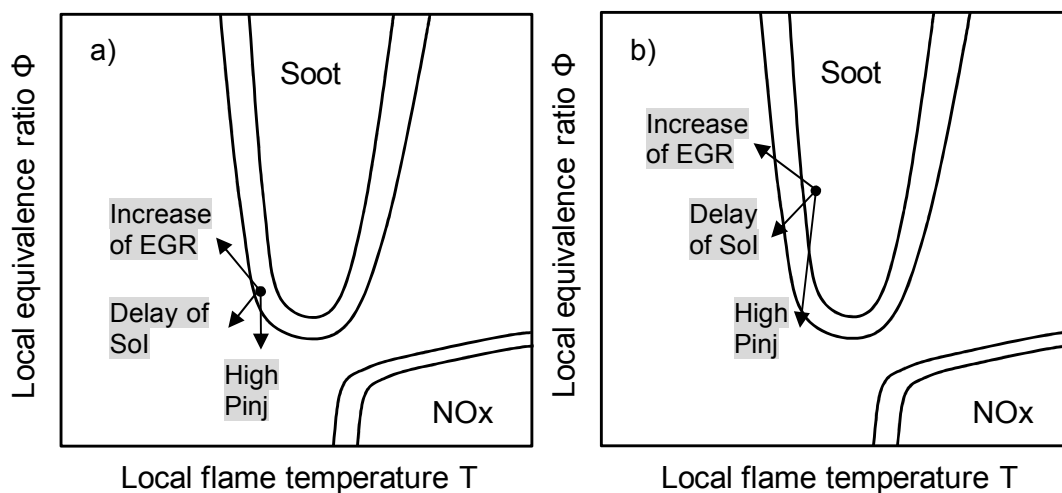 Local equivalence ratio Φ
a)
Soot
Increase
of EGR
Delay of
SoI
High
Pinj
NOx
Local flame temperature T
Local equivalence ratio Φ
b)
Soot
Increase
of EGR
Delay
of SoI
High
Pinj
NOx
Local flame temperature T